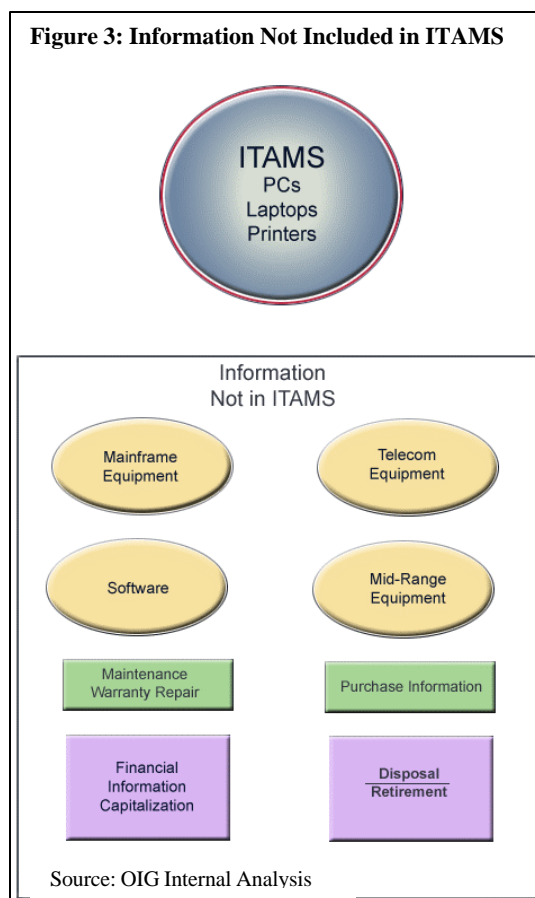 Figure 3: Information Not Included in ITAMS
ITAMS
PCs
Laptops
Printers
Information
Not in ITAMS
Mainframe
Equipment
Telecom
Equipment
Software
Mid-Range
Equipment
Maintenance
Warranty Repair
Purchase Information
Financial
Information
Capitalization
Disposal
Retirement
Source: OIG Internal Analysis